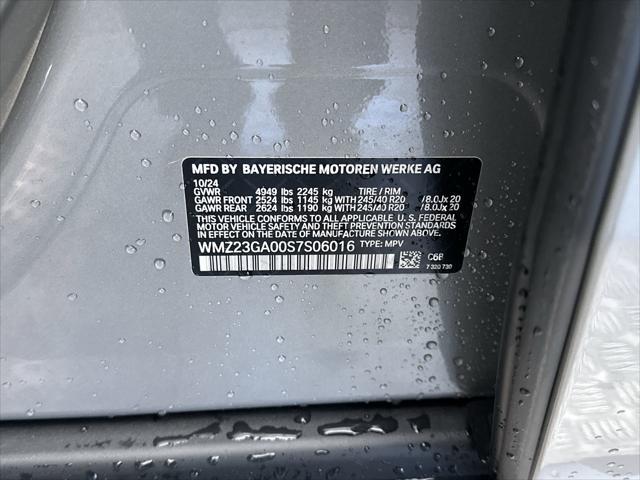 MFD BY BAYERISCHE MOTOREN WERKE AG
10/24
GVWR 4949 lbs 2245 kg TIRE / RIM
GAWR FRONT 2524 lbs 1145 kg WITH 245/40 R20 /8.0Jx 20
GAWR REAR 2624 lbs 1190 kg WITH 245/40 R20 /8.0Jx 20
THIS VEHICLE CONFORMS TO ALL APPLICABLE U. S. FEDERAL
MOTOR VEHICLE SAFETY AND THEFT PREVENTION STANDARDS
IN EFFECT ON THE DATE OF MANUFACTURE SHOWN ABOVE.
WMZ23GA00S7S06016 TYPE: MPV
C6B
7 320 730